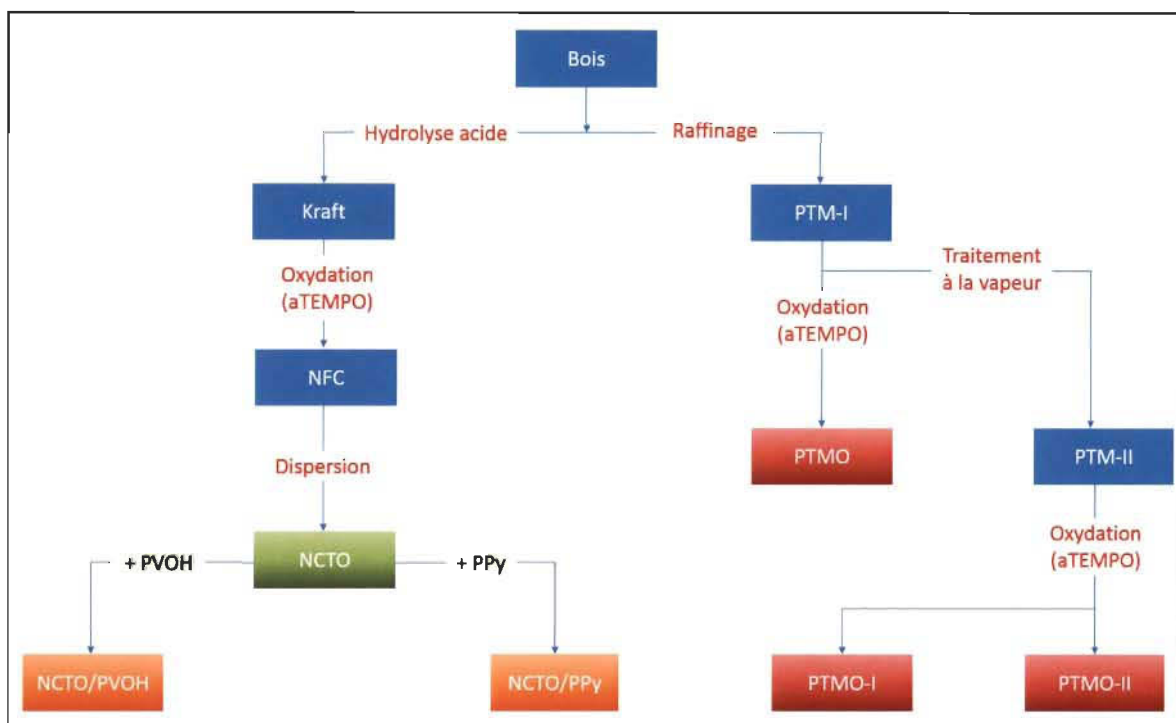 Bois
Hydrolyse acide
Raffinage
Kraft
PTM-I
Oxydation
(aTEMPO)
Traitement
à la vapeur
Oxydation
(aTEMPO)
NFC
PTMO
PTM-II
Dispersion
Oxydation
(aTEMPO)
+ PVOH
NCTO
+ PPy
NCTO/PVOH
NCTO/PPy
PTMO-I
PTMO-II